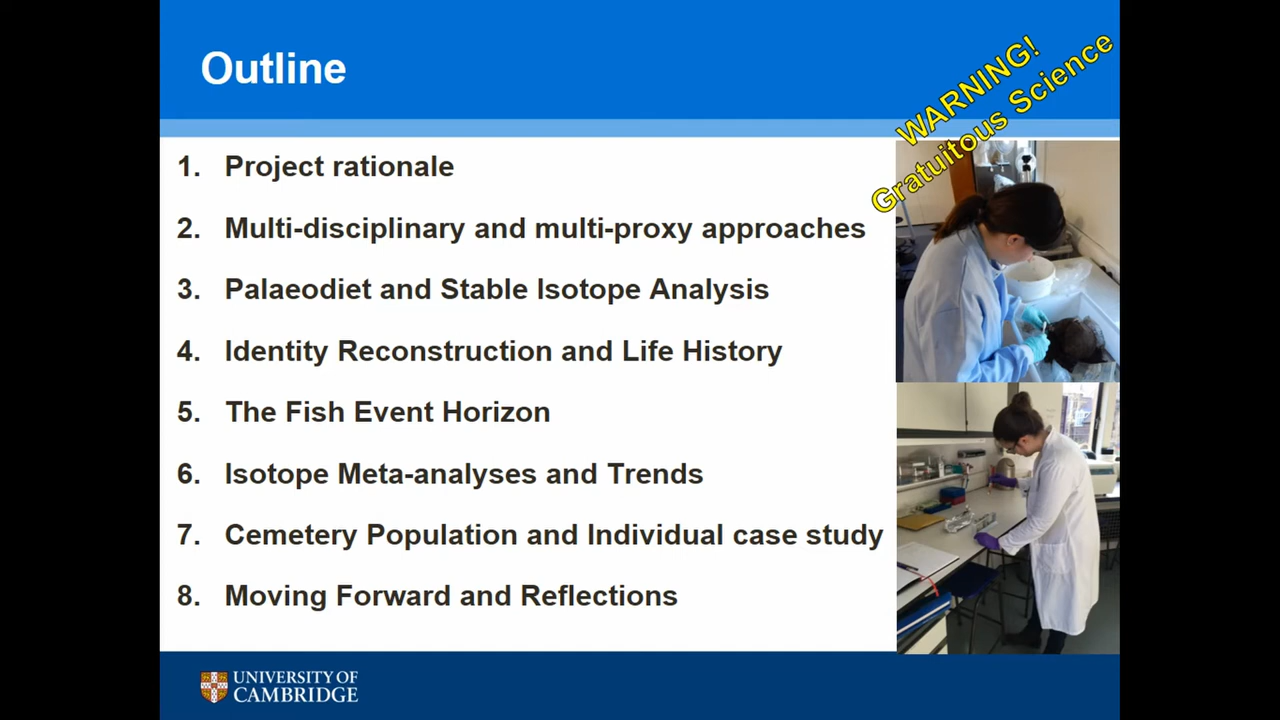 Outline
WARNING!
Gratuitous Science
1. Project rationale
2. Multi-disciplinary and multi-proxy approaches
3. Palaeodiet and Stable Isotope Analysis
4. Identity Reconstruction and Life History
5. The Fish Event Horizon
6. Isotope Meta-analyses and Trends
7. Cemetery Population and Individual case study
8. Moving Forward and Reflections
UNIVERSITY OF
CAMBRIDGE